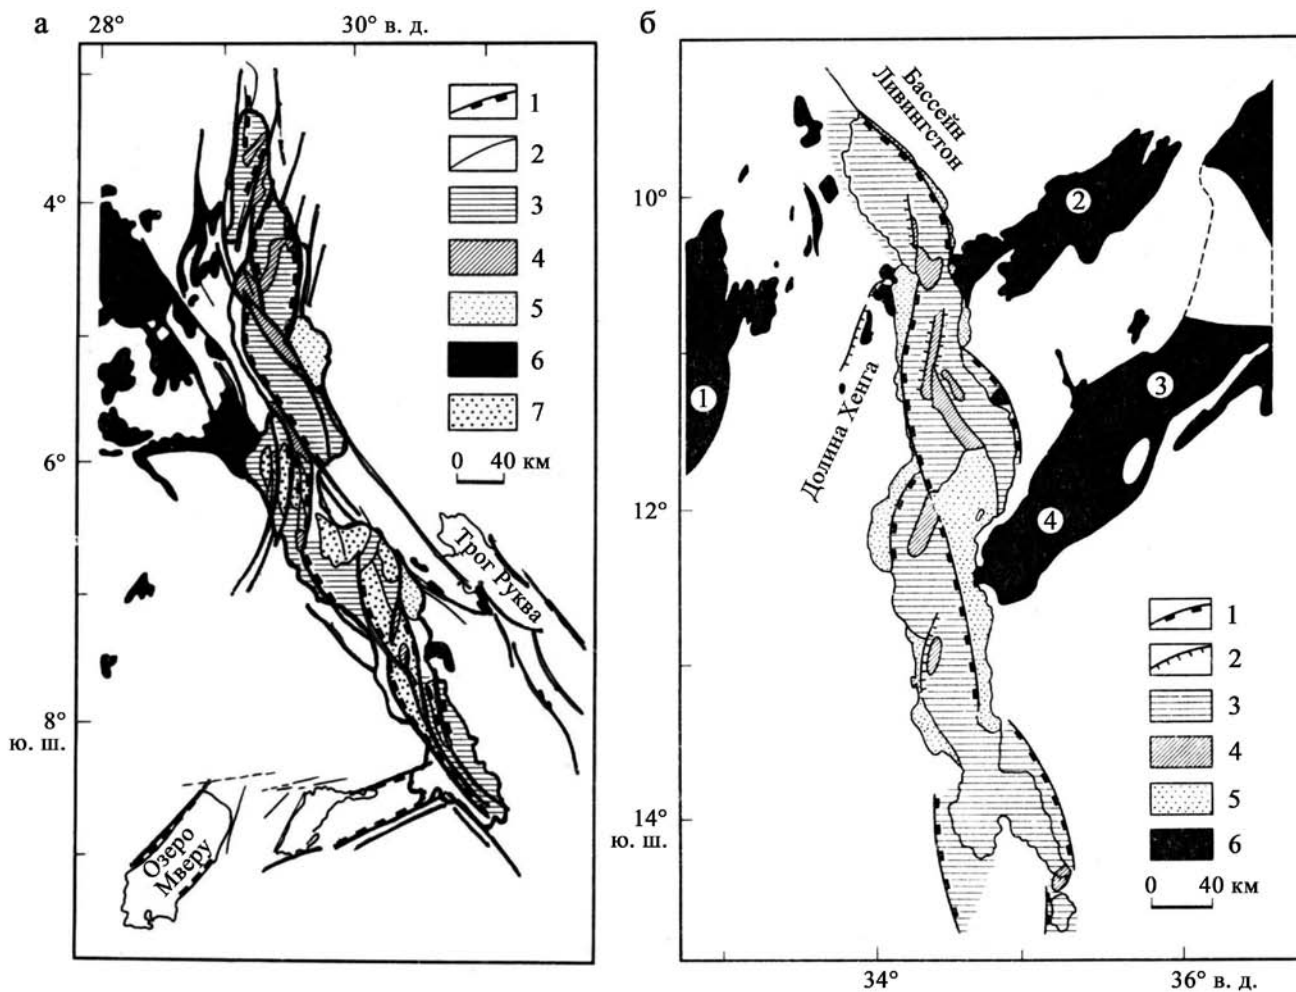 а
28°
30° в. д.
4°
6°
8°
ю. ш.
1
2
3
4
5
6
7
0 40 км
Трог Руква
Озеро
Мверу
б
Бассейн
Ливингстон
10°
12°
14°
ю. ш.
Долина Хенга
1
2
3
4
1
2
3
4
5
6
0 40 км
34°
36° в. д.